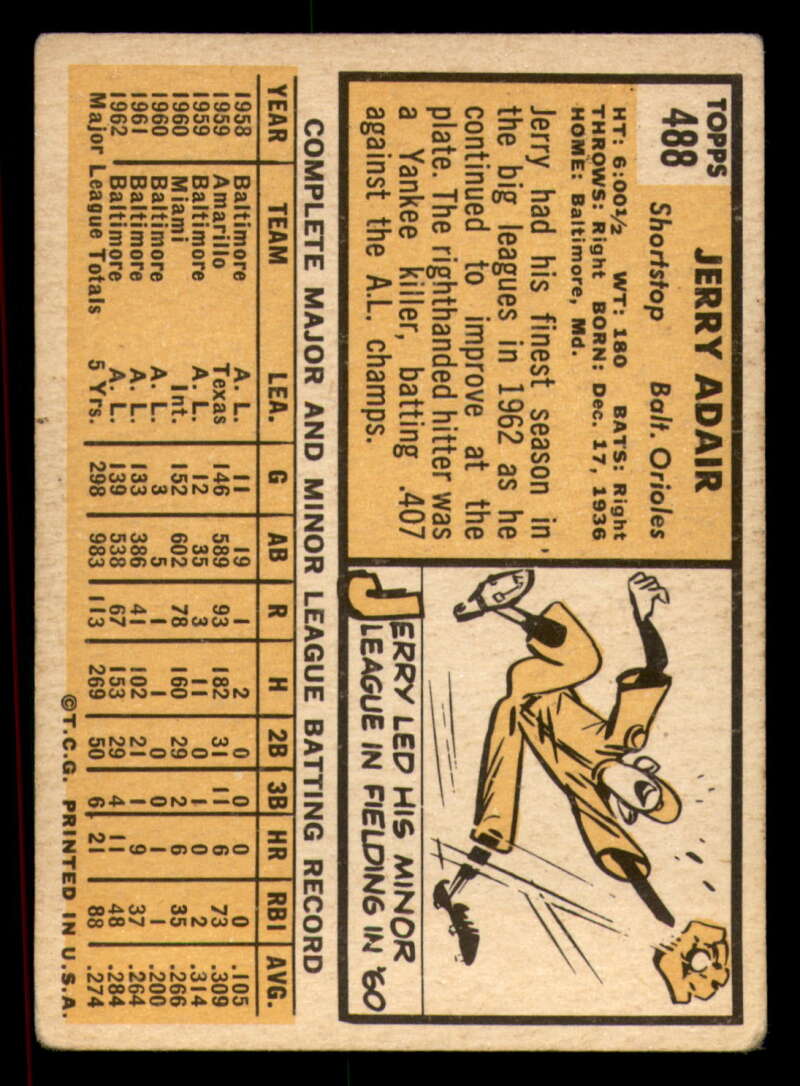 TOPPS
488
JERRY ADAIR
Shortstop Balt. Orioles
HT: 6:00½ WT: 180 BATS: Right
THROWS: Right BORN: Dec. 17, 1936
HOME: Baltimore, Md.
Jerry had his finest season in
the big leagues in 1962 as he
continued to improve at the
plate. The righthanded hitter was
a Yankee killer, batting .407
against the A.L. champs.
JERRY LED HIS MINOR
LEAGUE IN FIELDING IN '60
COMPLETE MAJOR AND MINOR LEAGUE BATTING RECORD
YEAR TEAM LEA. G AB R H 2B 3B HR RBI AVG.
1958 Baltimore A. L. 11 19 1 2 0 0 0 0 .105
1959 Amarillo Texas 146 589 93 182 31 11 6 73 .309
1959 Baltimore A. L. 12 35 3 11 0 1 0 2 .314
1960 Miami Int. 152 602 78 160 29 2 6 35 .266
1960 Baltimore A. L. 3 5 1 1 0 0 1 1 .200
1961 Baltimore A. L. 133 386 41 102 21 1 9 37 .264
1962 Baltimore A. L. 139 538 67 153 29 4 11 48 .284
Major League Totals 5 Yrs. 298 983 113 269 50 6 21 88 .274
©T.C.G. PRINTED IN U.S.A.